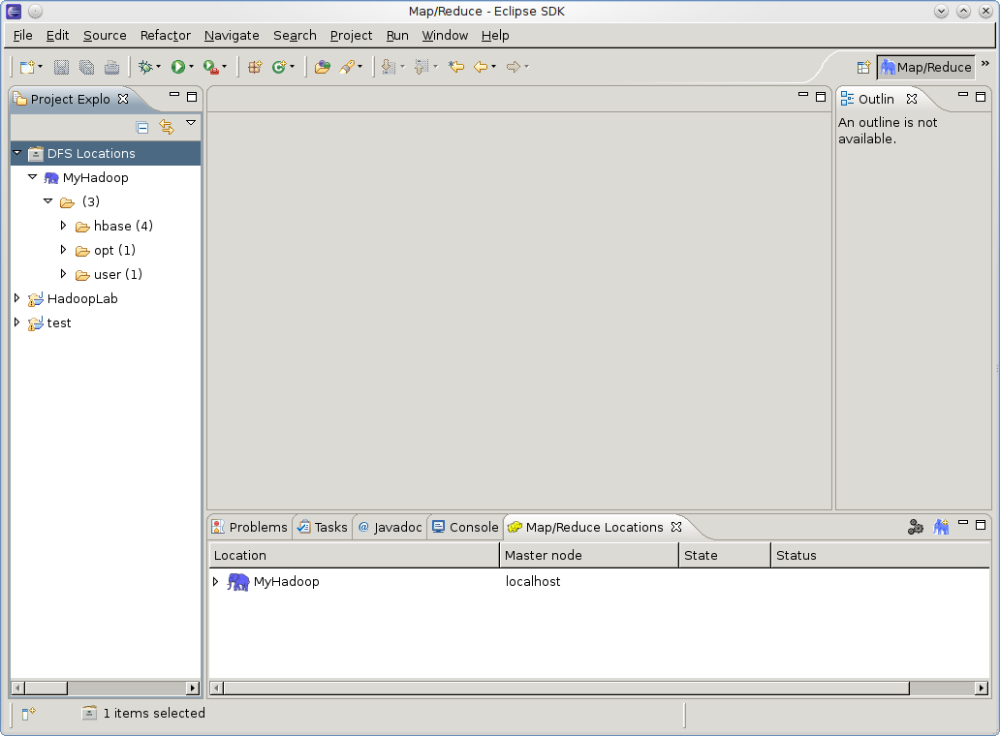 Map/Reduce - Eclipse SDK
File Edit Source Refactor Navigate Search Project Run Window Help
Map/Reduce »
Project Explo
Outlin
An outline is not
available.
DFS Locations
MyHadoop
(3)
hbase (4)
opt (1)
user (1)
HadoopLab
test
Problems Tasks @ Javadoc Console Map/Reduce Locations
Location Master node State Status
MyHadoop localhost
1 items selected